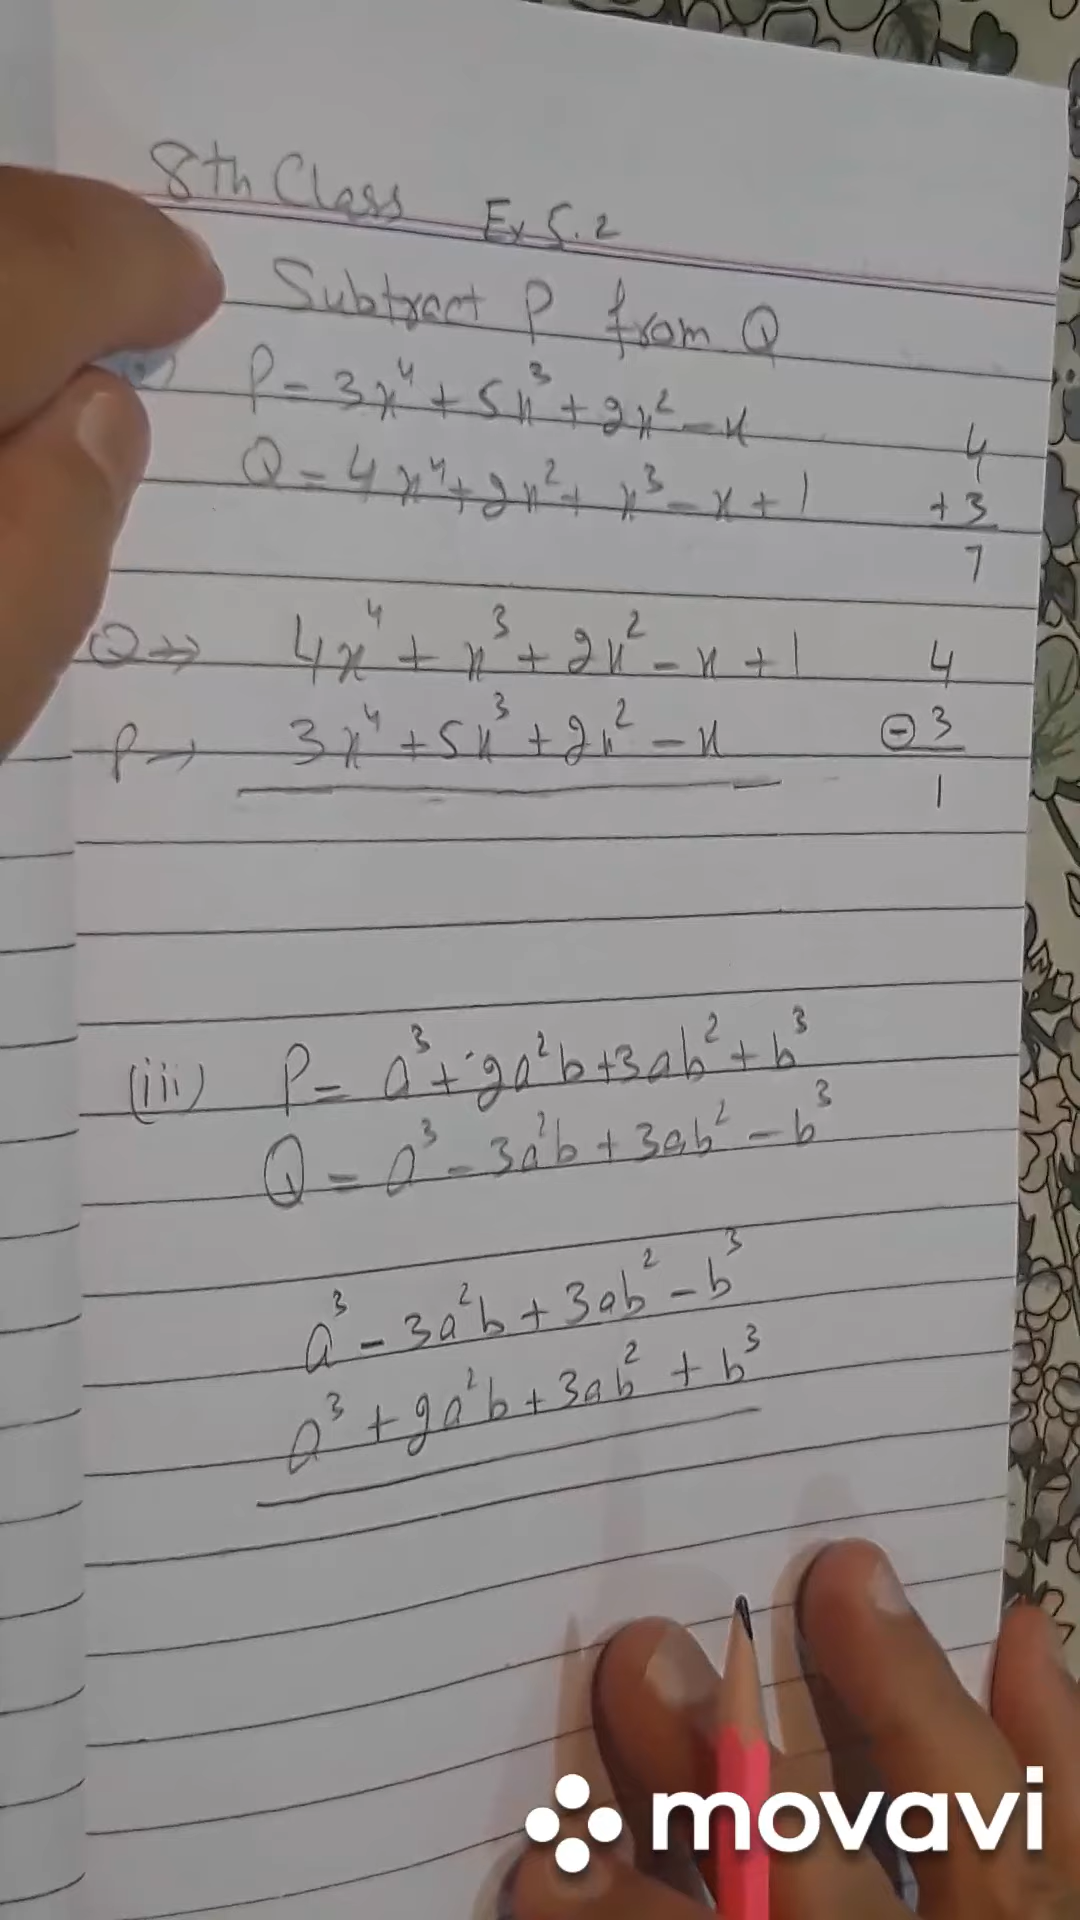 8th Class Ex 5.2
Subtract P from Q
P = 3x⁴ + 5x³ + 2x² - x
Q = 4x⁴ + 2x² + x³ - x + 1
4
+ 3
7
Q → 4x⁴ + x³ + 2x² - x + 1
P → 3x⁴ + 5x³ + 2x² - x
4
⊖ 3
1
(iii) P = a³ + 2a²b + 3ab² + b³
Q = a³ - 3a²b + 3ab² - b³
a³ - 3a²b + 3ab² - b³
a³ + 2a²b + 3ab² + b³
movavi